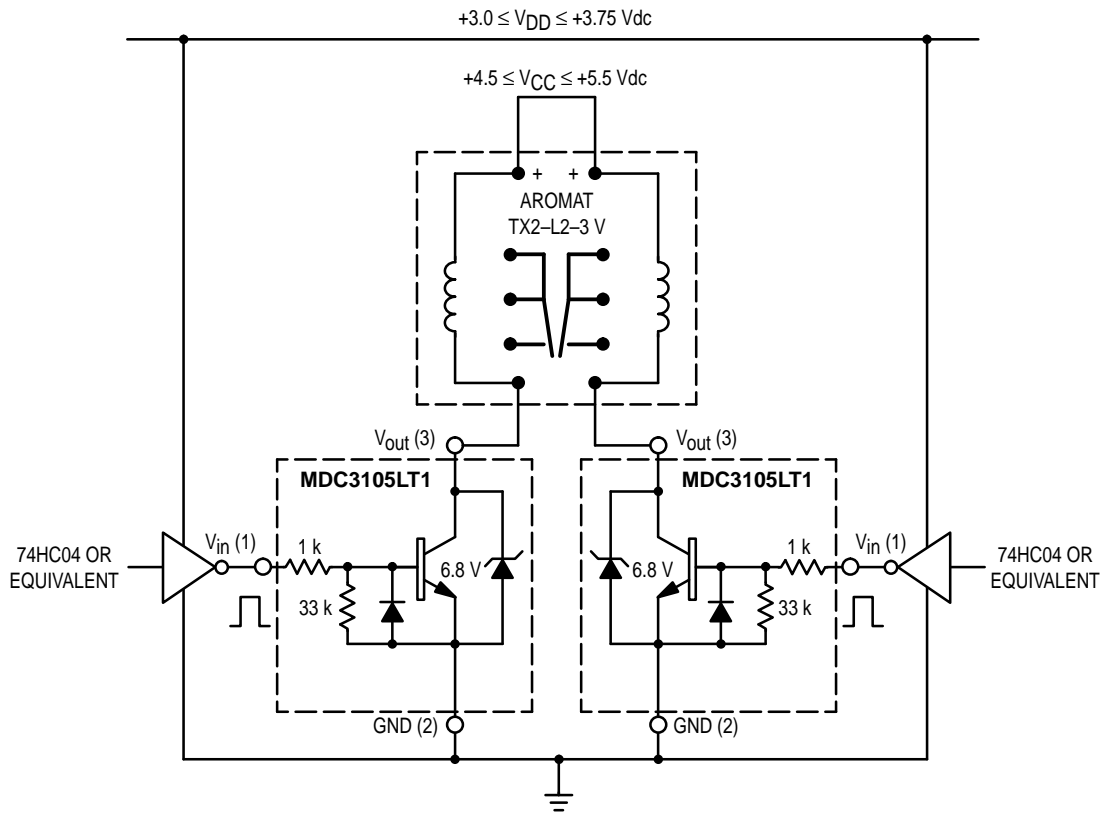 +3.0 ≤ VDD ≤ +3.75 Vdc
+4.5 ≤ VCC ≤ +5.5 Vdc
+ +
AROMAT
TX2–L2–3 V
Vout (3)
Vout (3)
MDC3105LT1
MDC3105LT1
74HC04 OR
EQUIVALENT
Vin (1)
1 k
6.8 V
33 k
6.8 V
1 k
33 k
Vin (1)
74HC04 OR
EQUIVALENT
GND (2)
GND (2)